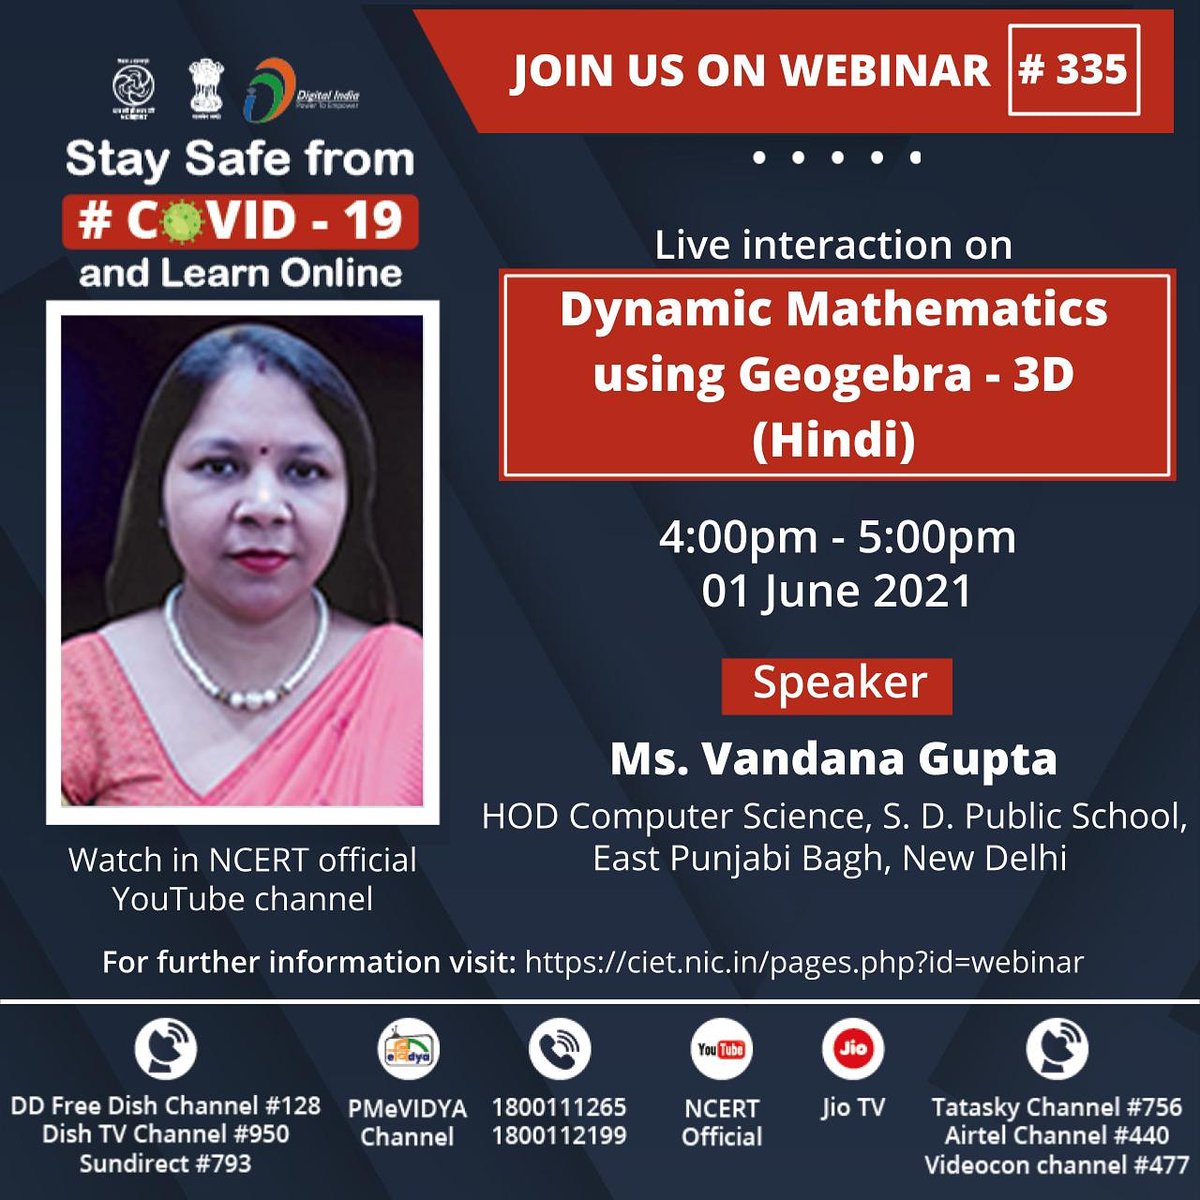 JOIN US ON WEBINAR # 335
NCERT
Digital India
Power To Empower
Stay Safe from
# COVID - 19
and Learn Online
Live interaction on
Dynamic Mathematics
using Geogebra - 3D
(Hindi)
4:00pm - 5:00pm
01 June 2021
Speaker
Ms. Vandana Gupta
HOD Computer Science, S. D. Public School,
East Punjabi Bagh, New Delhi
Watch in NCERT official
YouTube channel
For further information visit: https://ciet.nic.in/pages.php?id=webinar
DD Free Dish Channel #128
Dish TV Channel #950
Sundirect #793
PMeVIDYA
Channel
1800111265
1800112199
YouTube
NCERT
Official
Jio
Jio TV
Tatasky Channel #756
Airtel Channel #440
Videocon channel #477